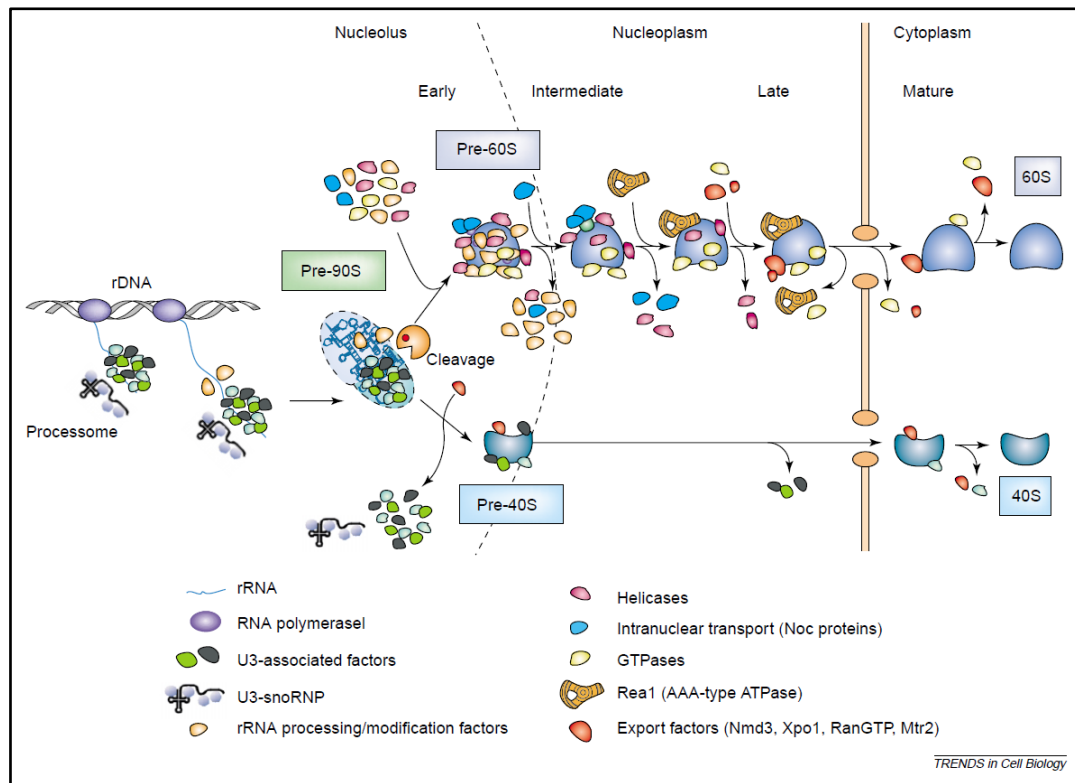 Nucleolus
Nucleoplasm
Cytoplasm
Early
Intermediate
Late
Mature
Pre-60S
60S
Pre-90S
rDNA
Cleavage
Processome
Pre-40S
40S
rRNA
RNA polymeraseI
U3-associated factors
U3-snoRNP
rRNA processing/modification factors
Helicases
Intranuclear transport (Noc proteins)
GTPases
Rea1 (AAA-type ATPase)
Export factors (Nmd3, Xpo1, RanGTP, Mtr2)
TRENDS in Cell Biology